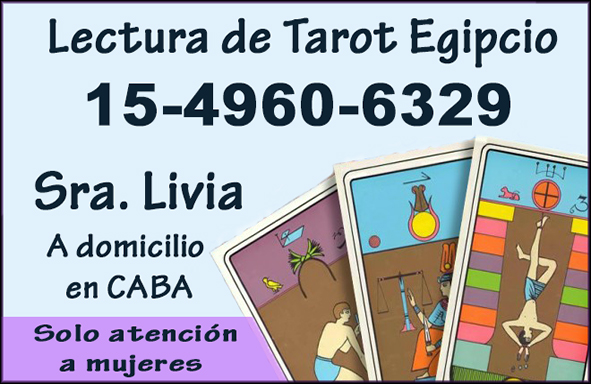 Lectura de Tarot Egipcio
15-4960-6329
Sra. Livia
A domicilio
en CABA
Solo atención
a mujeres